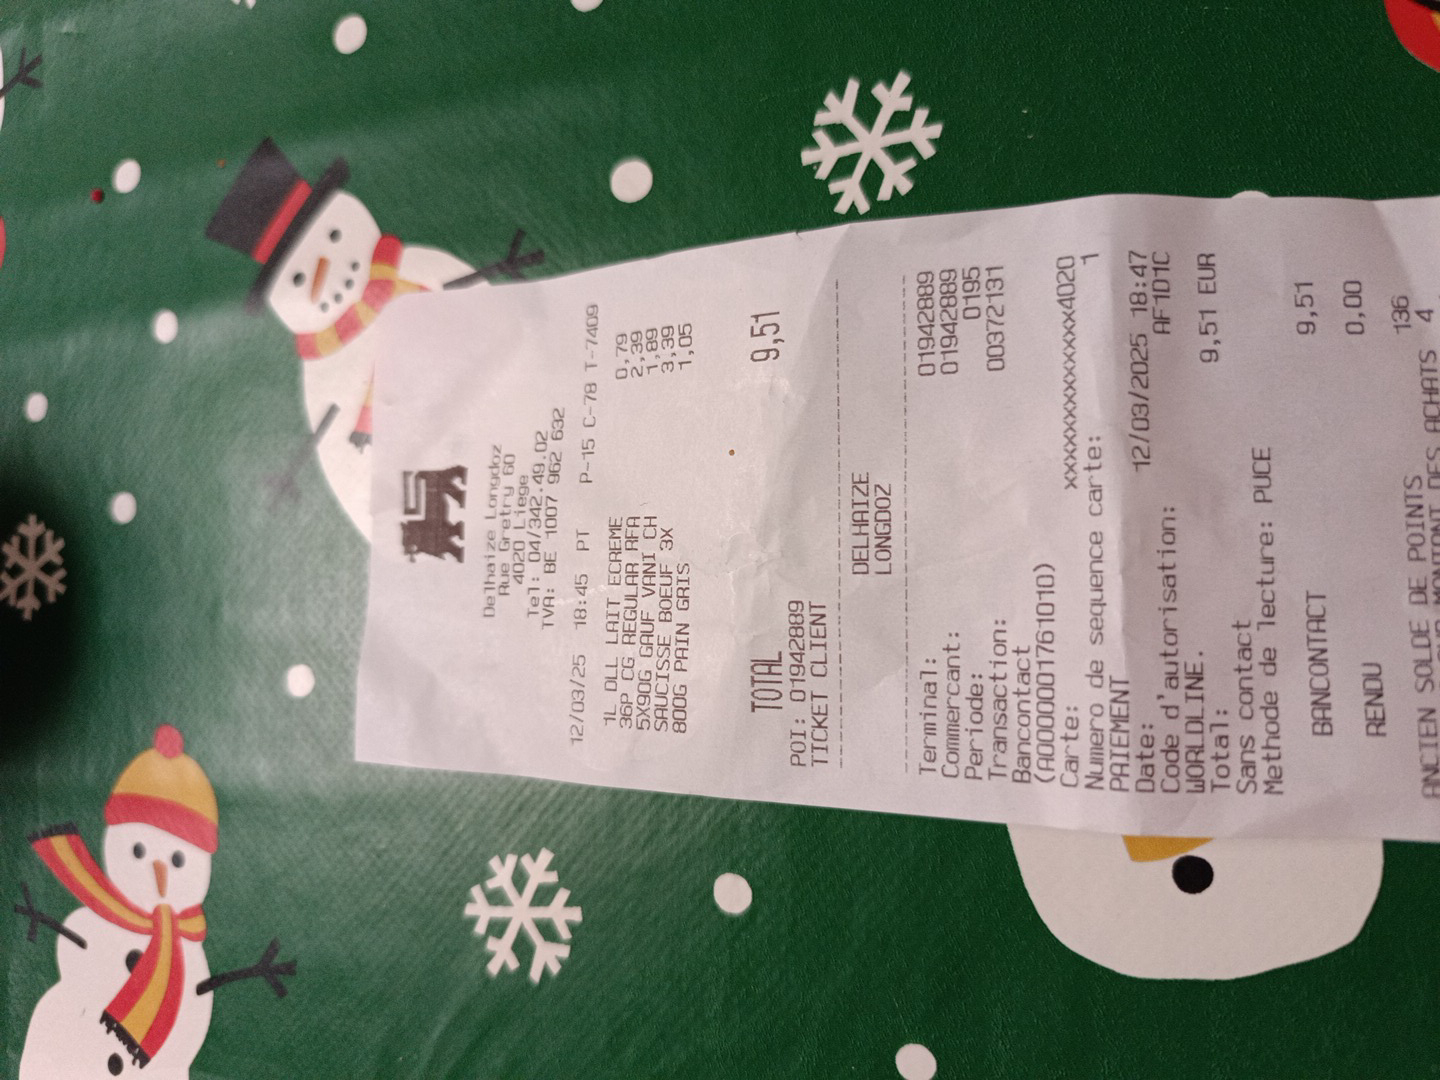 Delhaize Longdoz
Rue Gretry 60
4020 Liege
Tel: 04/342.49.02
TVA: BE 1007 962 632
12/03/25 18:45 PT P-15 C-78 T-7409
1L DLL LAIT ECREME 0,79
36P CG REGULAR RFA 2,39
5X90G GAUF VANI CH 1,89
SAUCISSE BOEUF 3X 3,39
800G PAIN GRIS 1,05
TOTAL 9,51
POI: 01942889
TICKET CLIENT
DELHAIZE
LONGDOZ
Terminal: 01942889
Commercant: 01942889
Periode: 0195
Transaction: 00372131
Bancontact
(A0000001761010)
Carte: xxxxxxxxxxxxxxx4020
Numero de sequence carte: 1
PAIEMENT
Date: 12/03/2025 18:47
Code d'autorisation: AF1D1C
WORLDLINE.
Total: 9,51 EUR
Sans contact
Methode de lecture: PUCE
BANCONTACT 9,51
RENDU 0,00
ANCIEN SOLDE DE POINTS 136
MONTANT DES ACHATS 4